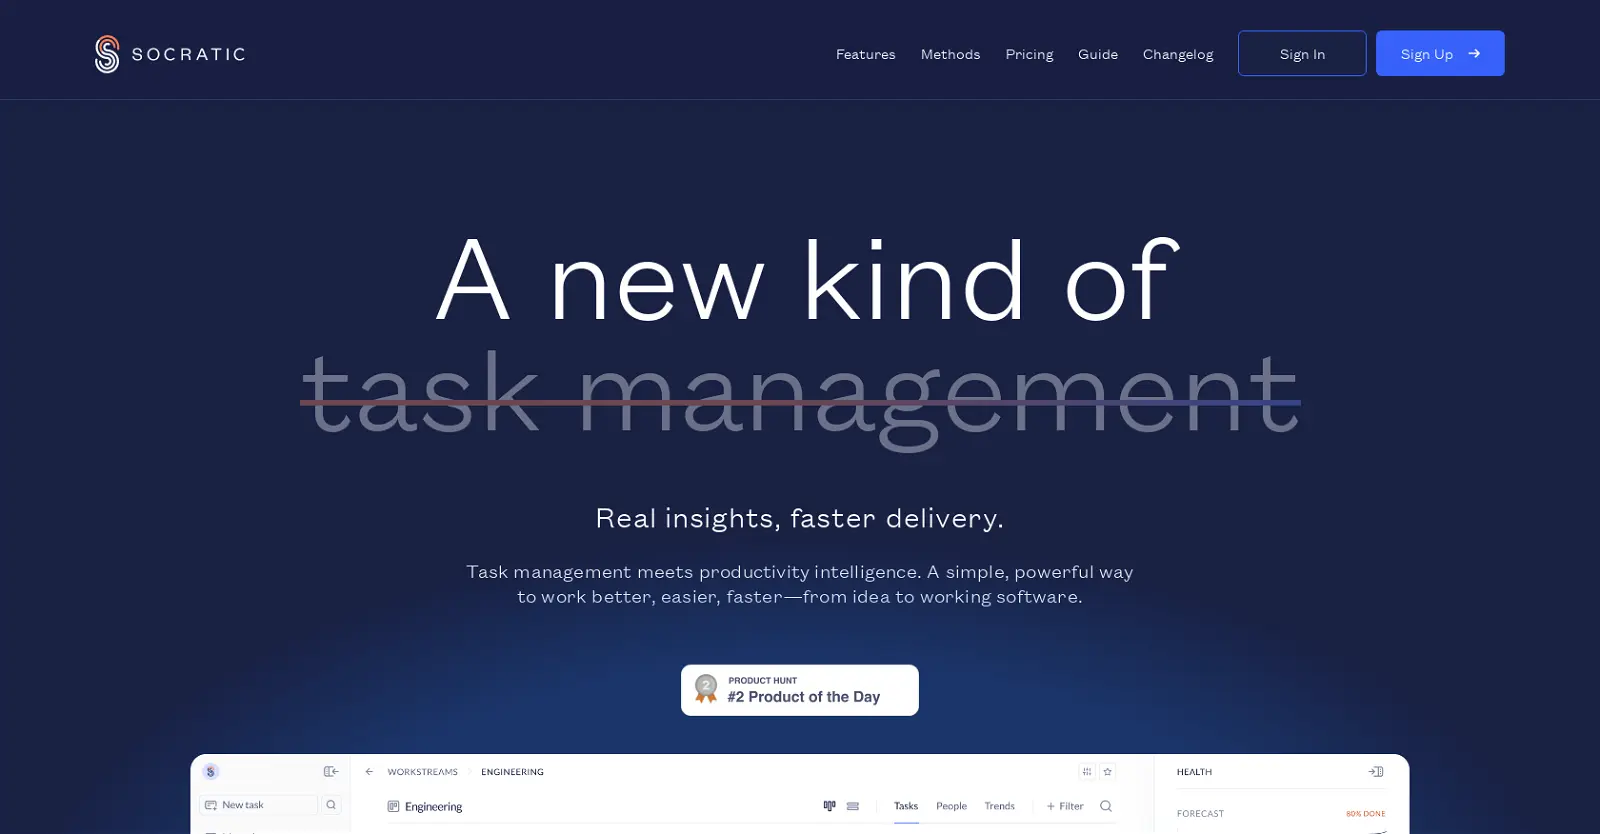 SOCRATIC
Features Methods Pricing Guide Changelog Sign In Sign Up →
A new kind of
task management
Real insights, faster delivery.
Task management meets productivity intelligence. A simple, powerful way
to work better, easier, faster—from idea to working software.
2
PRODUCT HUNT
#2 Product of the Day
S
← WORKSTREAMS > ENGINEERING
HEALTH
New task
Engineering
Tasks People Trends + Filter
FORECAST 80% DONE